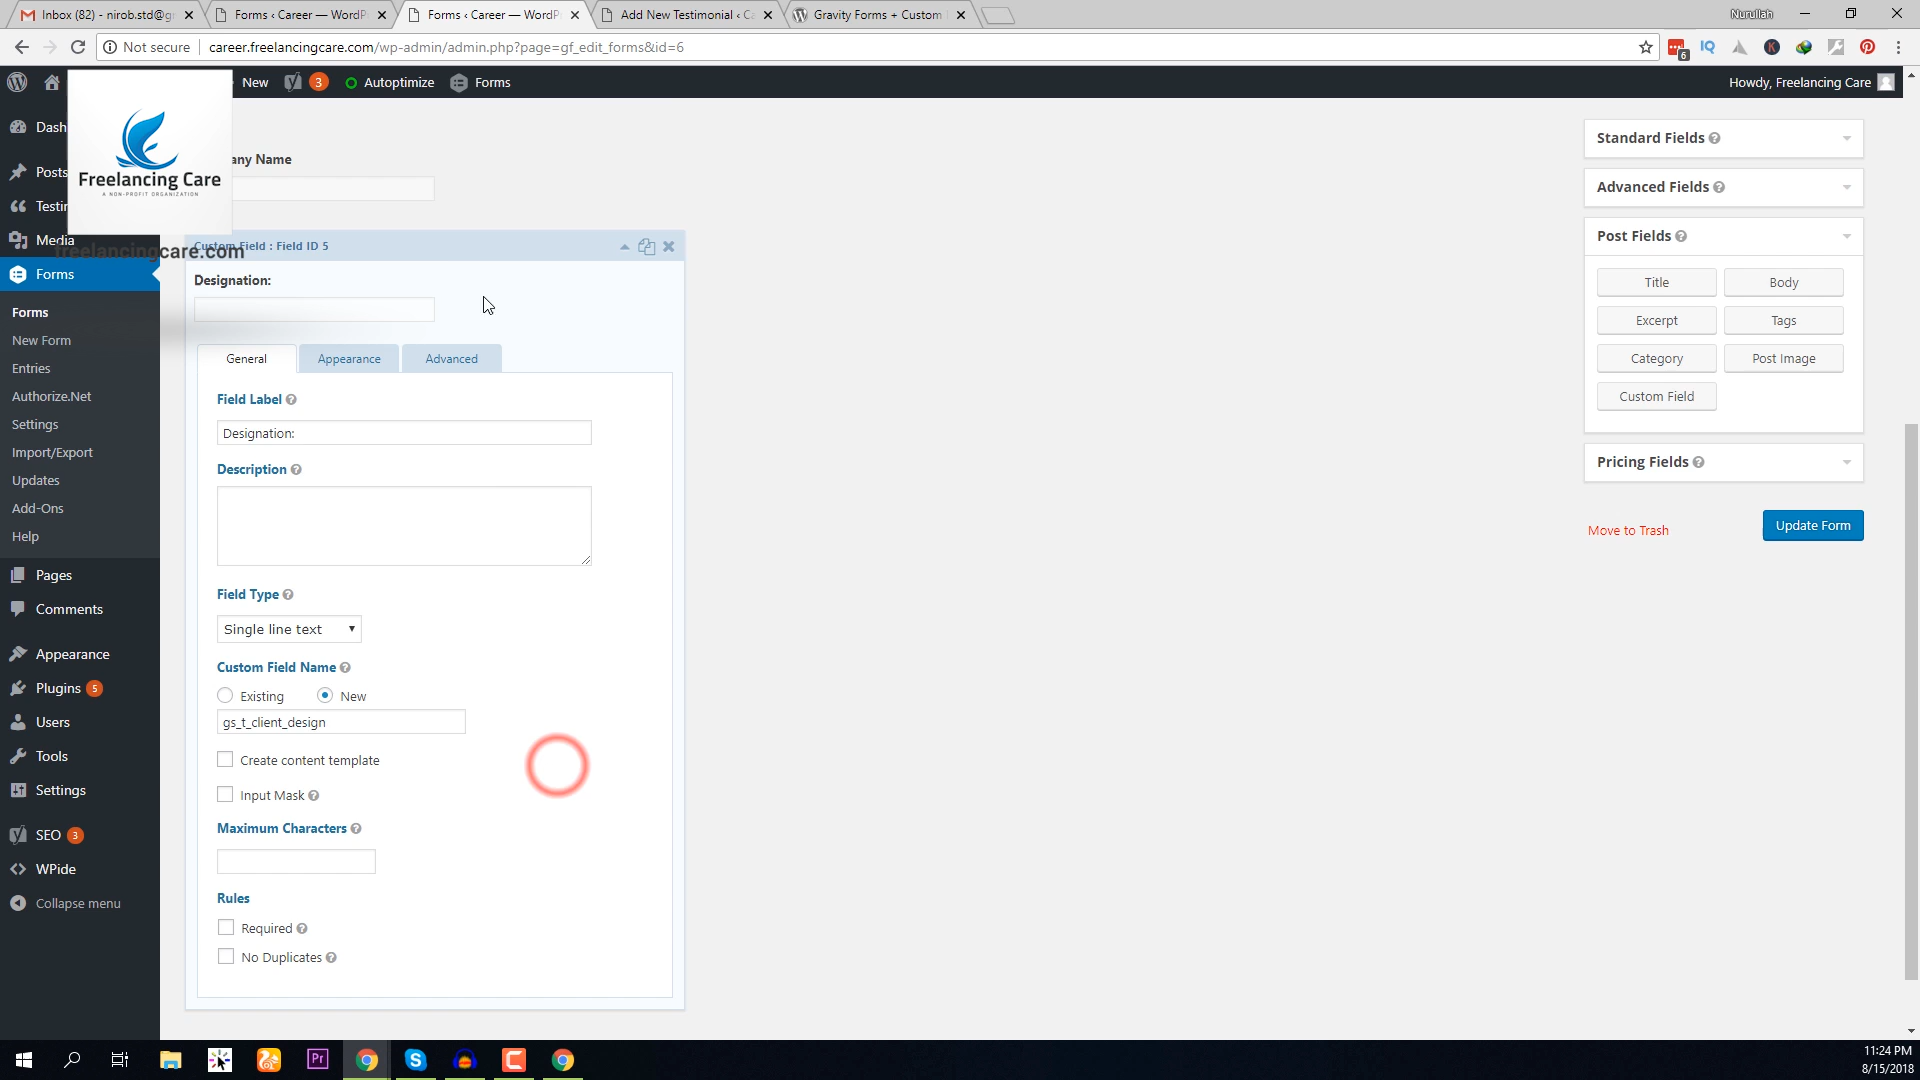 Inbox (82) - nirob.std@gr
Forms ‹ Career — WordP
Forms ‹ Career — WordP
Add New Testimonial ‹ C
Gravity Forms + Custom
Nurullah
Not secure
career.freelancingcare.com/wp-admin/admin.php?page=gf_edit_forms&id=6
6
New
3
Autoptimize
Forms
Howdy, Freelancing Care
Dash
Posts
Testin
Media
Forms
Forms
New Form
Entries
Authorize.Net
Settings
Import/Export
Updates
Add-Ons
Help
Pages
Comments
Appearance
Plugins 5
Users
Tools
Settings
SEO 3
WPide
Collapse menu
Freelancing Care
A NON-PROFIT ORGANIZATION
freelancingcare.com
any Name
Custom Field : Field ID 5
Designation:
General
Appearance
Advanced
Field Label
Designation:
Description
Field Type
Single line text
Custom Field Name
Existing
New
gs_t_client_design
Create content template
Input Mask
Maximum Characters
Rules
Required
No Duplicates
Standard Fields
Advanced Fields
Post Fields
Title
Body
Excerpt
Tags
Category
Post Image
Custom Field
Pricing Fields
Move to Trash
Update Form
11:24 PM
8/15/2018